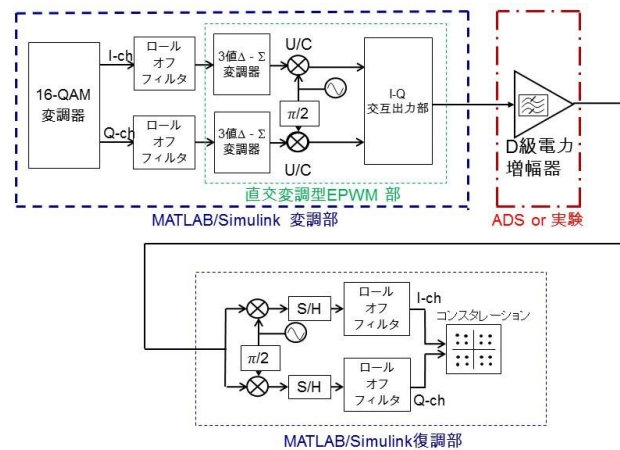 16-QAM
変調器
I-ch
Q-ch
ロール
オフ
フィルタ
ロール
オフ
フィルタ
3値Δ - Σ
変調器
3値Δ - Σ
変調器
U/C
π/2
U/C
I-Q
交互出力部
直交変調型EPWM 部
MATLAB/Simulink 変調部
D級電力
増幅器
ADS or 実験
π/2
S/H
S/H
ロール
オフ
フィルタ
ロール
オフ
フィルタ
I-ch
Q-ch
コンスタレーション
MATLAB/Simulink復調部